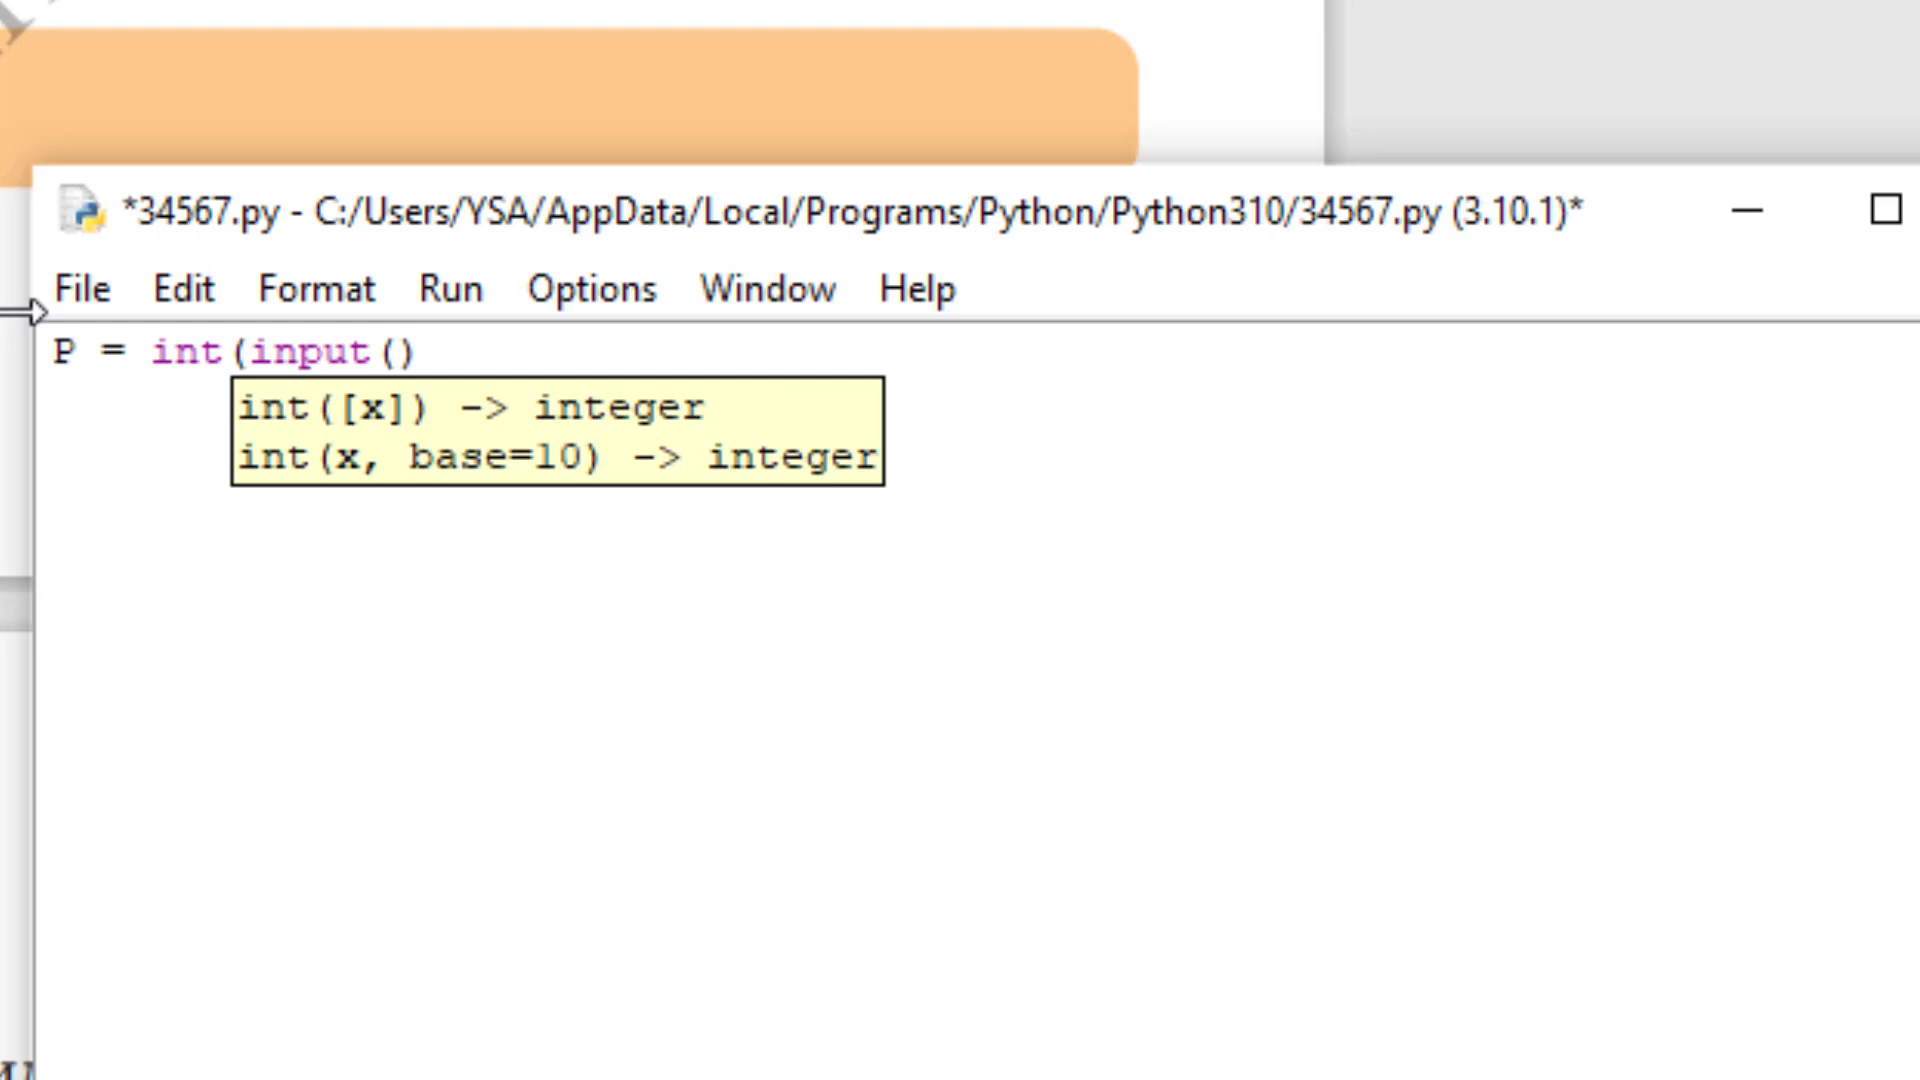 *34567.py - C:/Users/YSA/AppData/Local/Programs/Python/Python310/34567.py (3.10.1)*
File Edit Format Run Options Window Help
P = int(input()
int([x]) -> integer
int(x, base=10) -> integer